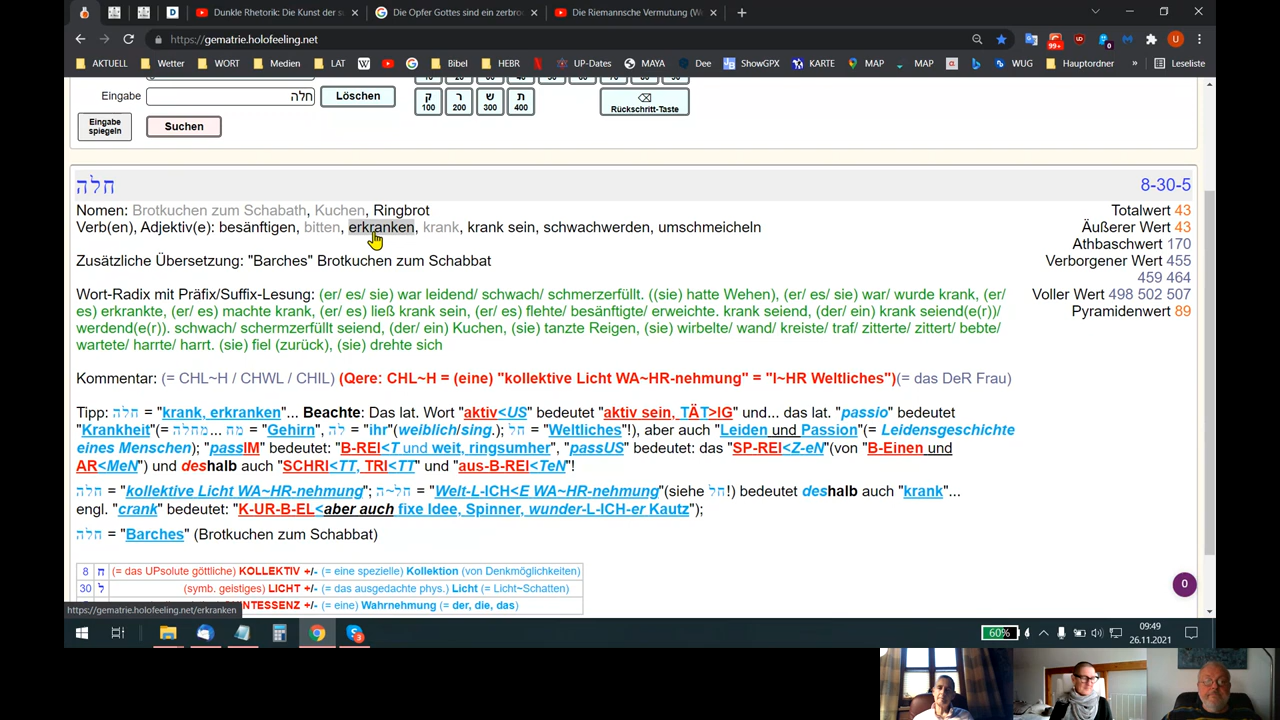 Dunkle Rhetorik: Die Kunst der s
Die Opfer Gottes sind ein zerbro
Die Riemannsche Vermutung (W
https://gematrie.holofeeling.net
AKTUELL Wetter WORT Medien LAT Bibel HEBR UP-Dates MAYA Dee ShowGPX KARTE MAP MAP WUG Hauptordner » Leseliste
Eingabe חלה Löschen
ק 100 ר 200 ש 300 ת 400 Rückschritt-Taste
Eingabe spiegeln Suchen
חלה 8-30-5
Nomen: Brotkuchen zum Schabath, Kuchen, Ringbrot
Verb(en), Adjektiv(e): besänftigen, bitten, erkranken, krank, krank sein, schwachwerden, umschmeicheln
Zusätzliche Übersetzung: "Barches" Brotkuchen zum Schabbat
Totalwert 43
Äußerer Wert 43
Athbaschwert 170
Verborgener Wert 455
459 464
Voller Wert 498 502 507
Pyramidenwert 89
Wort-Radix mit Präfix/Suffix-Lesung: (er/ es/ sie) war leidend/ schwach/ schmerzerfüllt. ((sie) hatte Wehen), (er/ es/ sie) war/ wurde krank, (er/
es) erkrankte, (er/ es) machte krank, (er/ es) ließ krank sein, (er/ es) flehte/ besänftigte/ erweichte. krank seiend, (der/ ein) krank seiend(e(r))/
werdend(e(r)). schwach/ schermzerfüllt seiend, (der/ ein) Kuchen, (sie) tanzte Reigen, (sie) wirbelte/ wand/ kreiste/ traf/ zitterte/ zittert/ bebte/
wartete/ harrte/ harrt. (sie) fiel (zurück), (sie) drehte sich
Kommentar: (= CHL~H / CHWL / CHIL) (Qere: CHL~H = (eine) "kollektive Licht WA~HR-nehmung" = "I~HR Weltliches")(= das DeR Frau)
Tipp: חלה = "krank, erkranken"... Beachte: Das lat. Wort "aktiv<US" bedeutet "aktiv sein, TÄT>IG" und... das lat. "passio" bedeutet
"Krankheit"(= מחלה... מח = "Gehirn", לה = "ihr"(weiblich/sing.); חל = "Weltliches"!), aber auch "Leiden und Passion"(= Leidensgeschichte
eines Menschen); "passIM" bedeutet: "B-REI<T und weit, ringsumher", "passUS" bedeutet: das "SP-REI<Z-eN"(von "B-Einen und
AR<MeN") und deshalb auch "SCHRI<TT, TRI<TT" und "aus-B-REI<TeN"!
חלה = "kollektive Licht WA~HR-nehmung"; חל~ה = "Welt-L-ICH<E WA~HR-nehmung"(siehe חל!) bedeutet deshalb auch "krank"...
engl. "crank" bedeutet: "K-UR-B-EL<aber auch fixe Idee, Spinner, wunder-L-ICH-er Kautz");
חלה = "Barches" (Brotkuchen zum Schabbat)
8 ח (= das UPsolute göttliche) KOLLEKTIV +/- (= eine spezielle) Kollektion (von Denkmöglichkeiten)
30 ל (symb. geistiges) LICHT +/- (= das ausgedachte phys.) Licht (= Licht~Schatten)
NTESSENZ +/- (= eine) Wahrnehmung (= der, die, das)
https://gematrie.holofeeling.net/erkranken
0
60% 09:49
26.11.2021